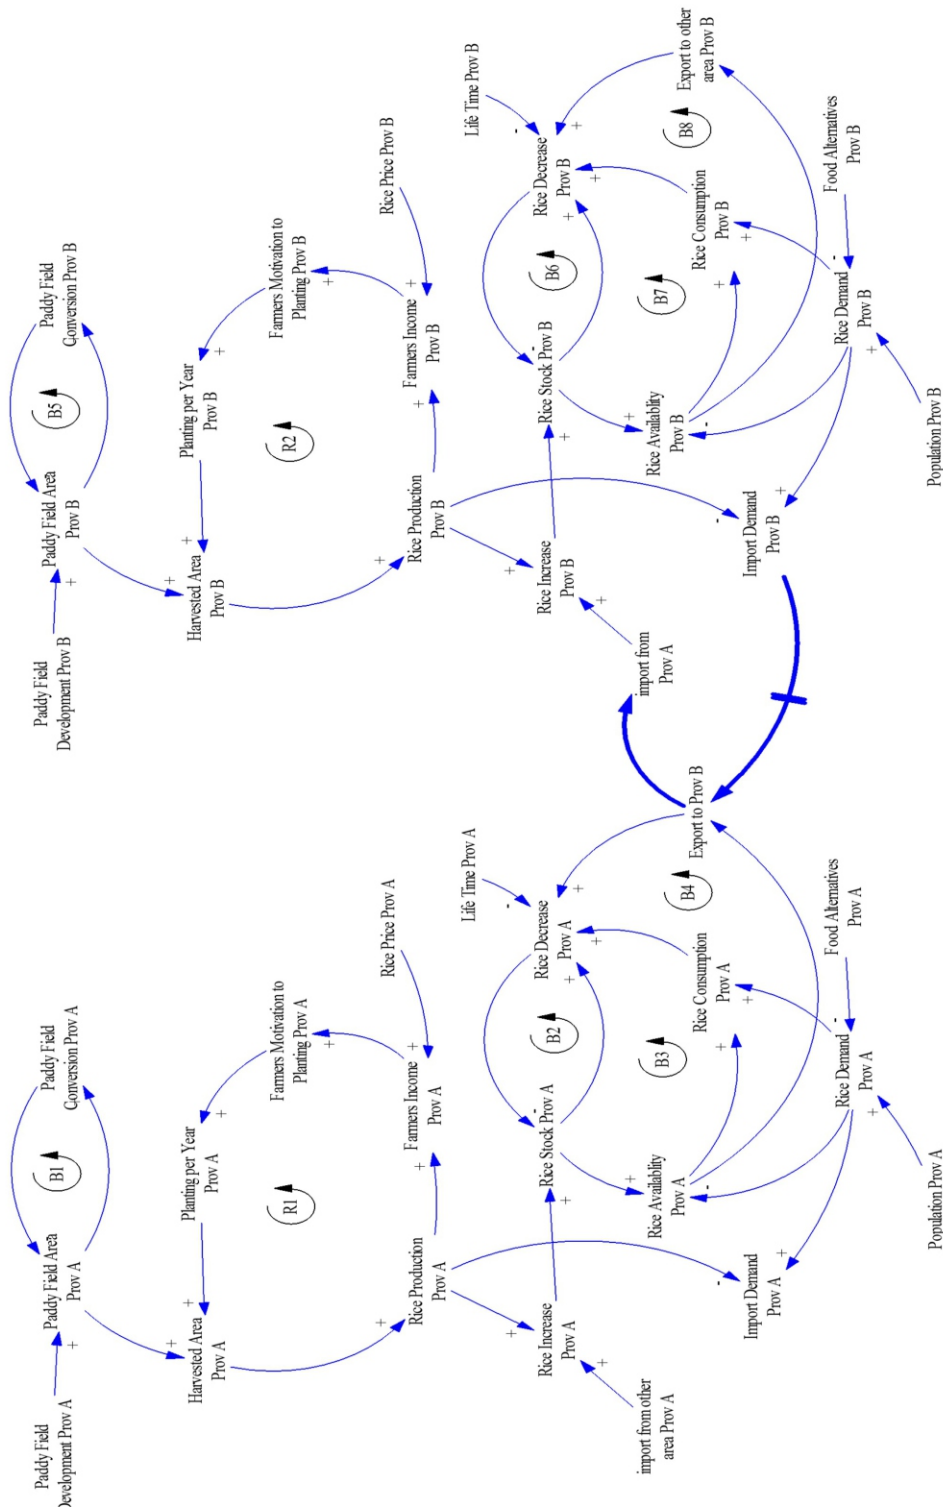 Paddy Field
Development Prov A
+
Paddy Field Area
Prov A
-
B1
Paddy Field
Conversion Prov A
+
Harvested Area
Prov A
+
+
Planting per Year
Prov A
+
R1
Farmers Motivation to
Planting Prov A
+
Rice Production
Prov A
+
Farmers Income
Prov A
+
+
Rice Price Prov A
import from other
area Prov A
+
Rice Increase
Prov A
+
Rice Stock Prov A
+
-
B2
Rice Decrease
Prov A
+
+
+
-
Life Time Prov A
Rice Availablity
Prov A
+
-
B3
Rice Consumption
Prov A
+
+
B4
Import Demand
Prov A
-
+
Rice Demand
Prov A
+
-
Food Alternatives
Prov A
Population Prov A
Export to Prov B
import from
Prov A
Paddy Field
Development Prov B
+
Paddy Field Area
Prov B
-
B5
Paddy Field
Conversion Prov B
+
Harvested Area
Prov B
+
+
Planting per Year
Prov B
+
R2
Farmers Motivation to
Planting Prov B
+
Rice Production
Prov B
+
Farmers Income
Prov B
+
+
Rice Price Prov B
Rice Increase
Prov B
+
+
Rice Stock Prov B
+
-
B6
Rice Decrease
Prov B
+
+
+
-
Life Time Prov B
Rice Availablity
Prov B
+
-
B7
Rice Consumption
Prov B
+
+
B8
Export to other
area Prov B
Import Demand
Prov B
-
+
Rice Demand
Prov B
+
-
Food Alternatives
Prov B
Population Prov B